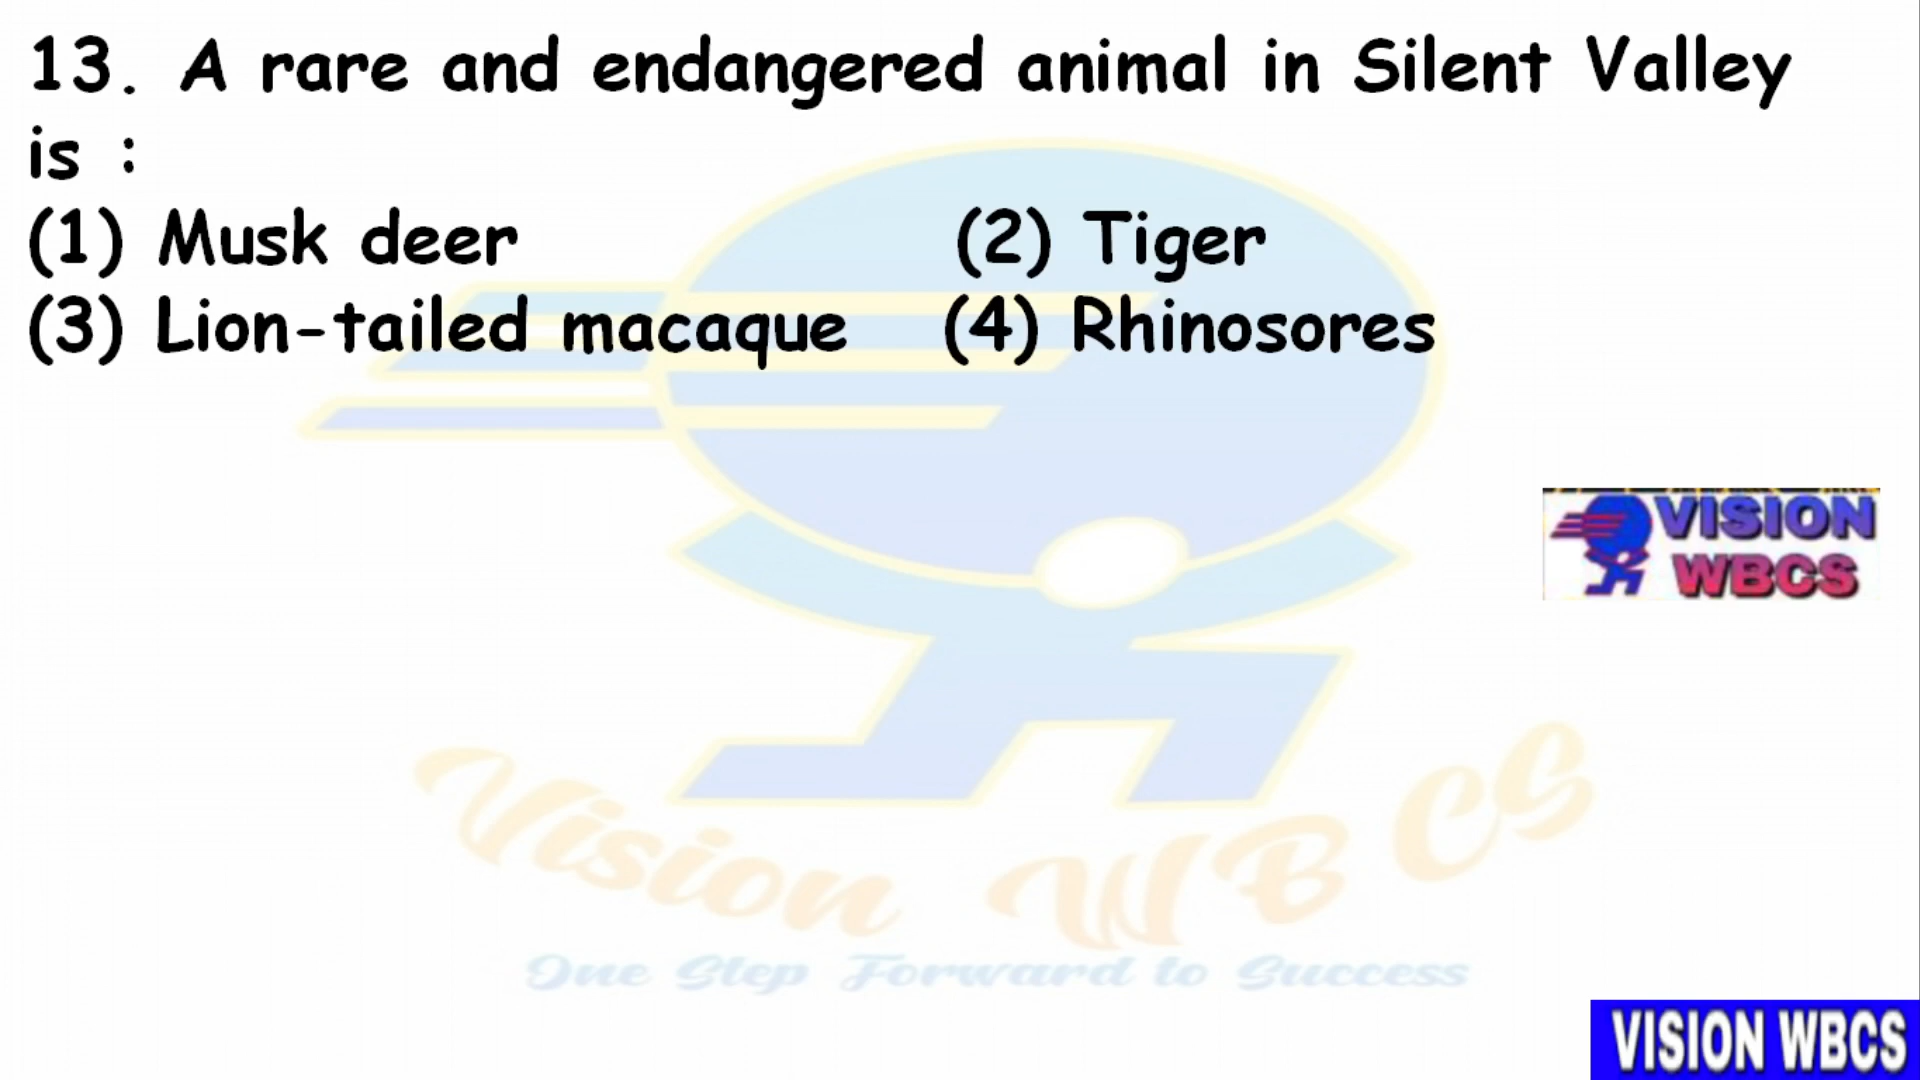 13. A rare and endangered animal in Silent Valley
is :
(1) Musk deer (2) Tiger
(3) Lion-tailed macaque (4) Rhinosores
VISION
WBCS
Vision WBCS
One Step Forward to Success
VISION WBCS